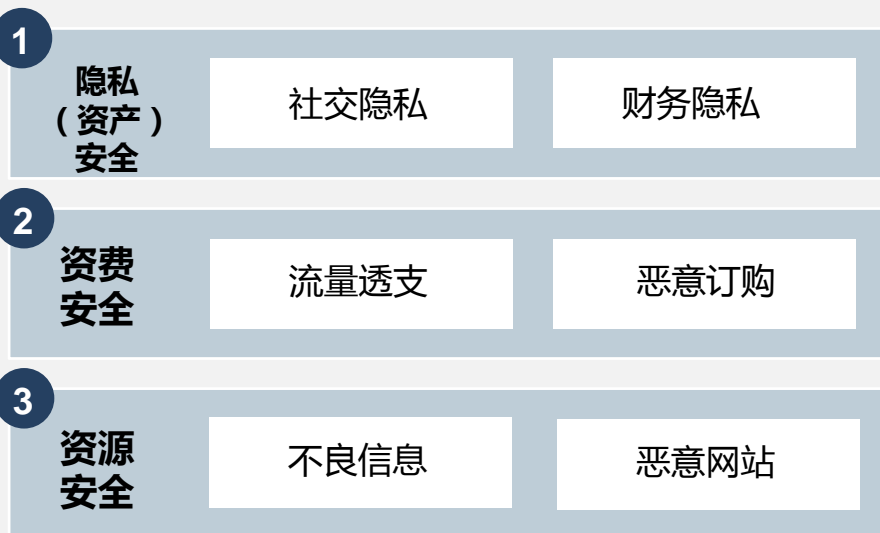 1
隐私
（资产）
安全
社交隐私
财务隐私
2
资费
安全
流量透支
恶意订购
3
资源
安全
不良信息
恶意网站